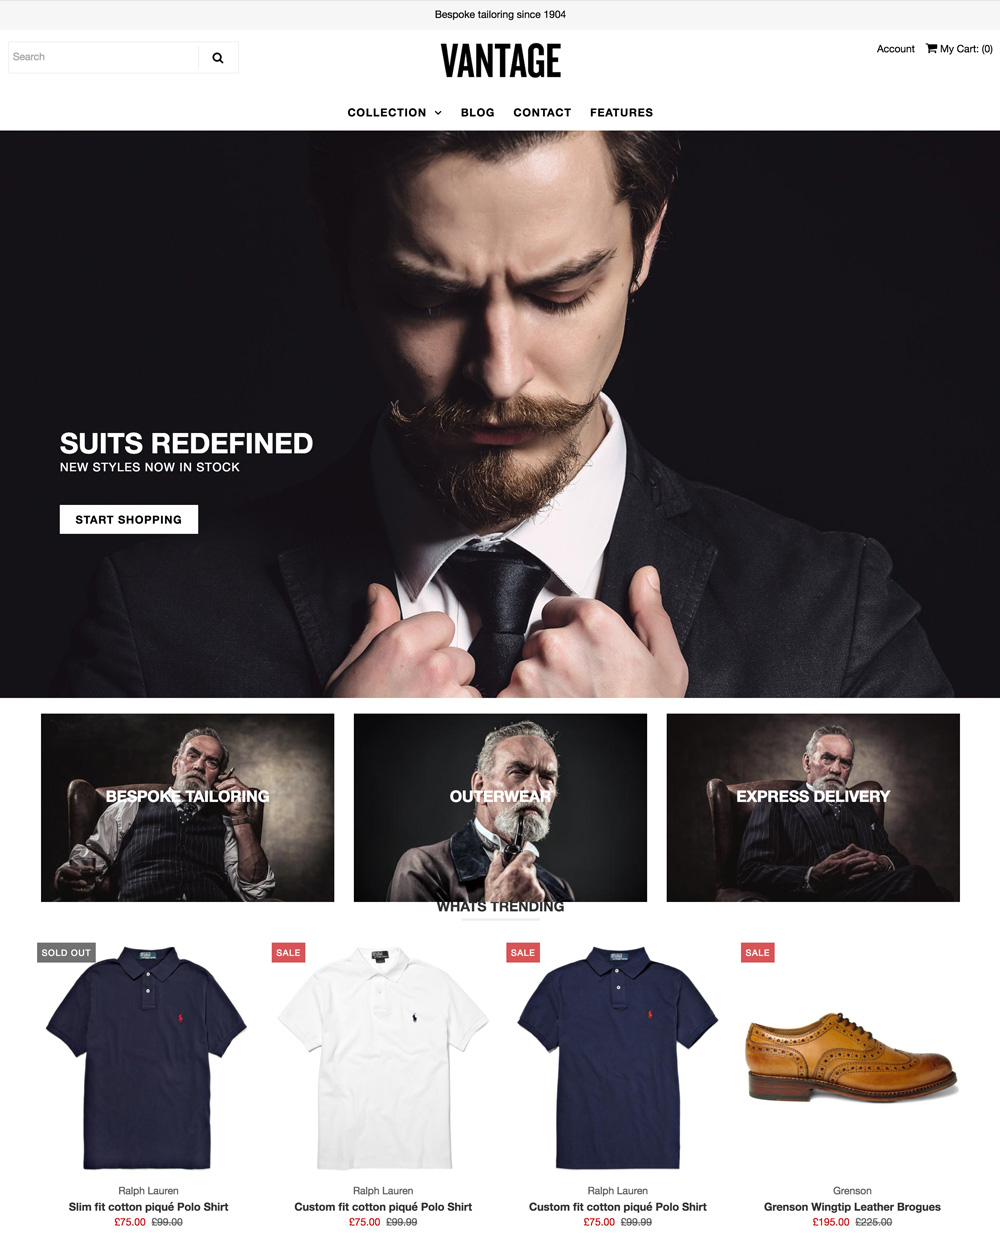 Bespoke tailoring since 1904
Search
VANTAGE
Account
My Cart: (0)
COLLECTION
BLOG
CONTACT
FEATURES
SUITS REDEFINED
NEW STYLES NOW IN STOCK
START SHOPPING
BESPOKE TAILORING
OUTERWEAR
EXPRESS DELIVERY
WHATS TRENDING
SOLD OUT
SALE
SALE
SALE
Ralph Lauren
Slim fit cotton piqué Polo Shirt
£75.00 £99.00
Ralph Lauren
Custom fit cotton piqué Polo Shirt
£75.00 £99.99
Ralph Lauren
Custom fit cotton piqué Polo Shirt
£75.00 £99.99
Grenson
Grenson Wingtip Leather Brogues
£195.00 £225.00